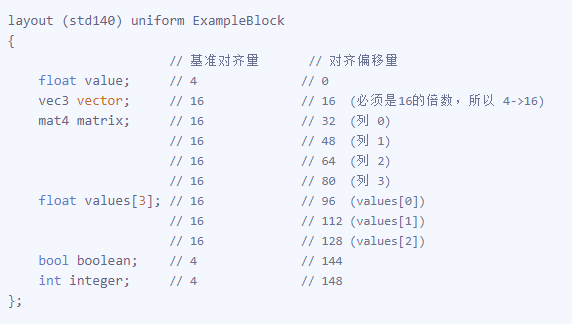 layout (std140) uniform ExampleBlock
{
// 基准对齐量 // 对齐偏移量
float value; // 4 // 0
vec3 vector; // 16 // 16 (必须是16的倍数，所以 4->16)
mat4 matrix; // 16 // 32 (列 0)
// 16 // 48 (列 1)
// 16 // 64 (列 2)
// 16 // 80 (列 3)
float values[3]; // 16 // 96 (values[0])
// 16 // 112 (values[1])
// 16 // 128 (values[2])
bool boolean; // 4 // 144
int integer; // 4 // 148
};